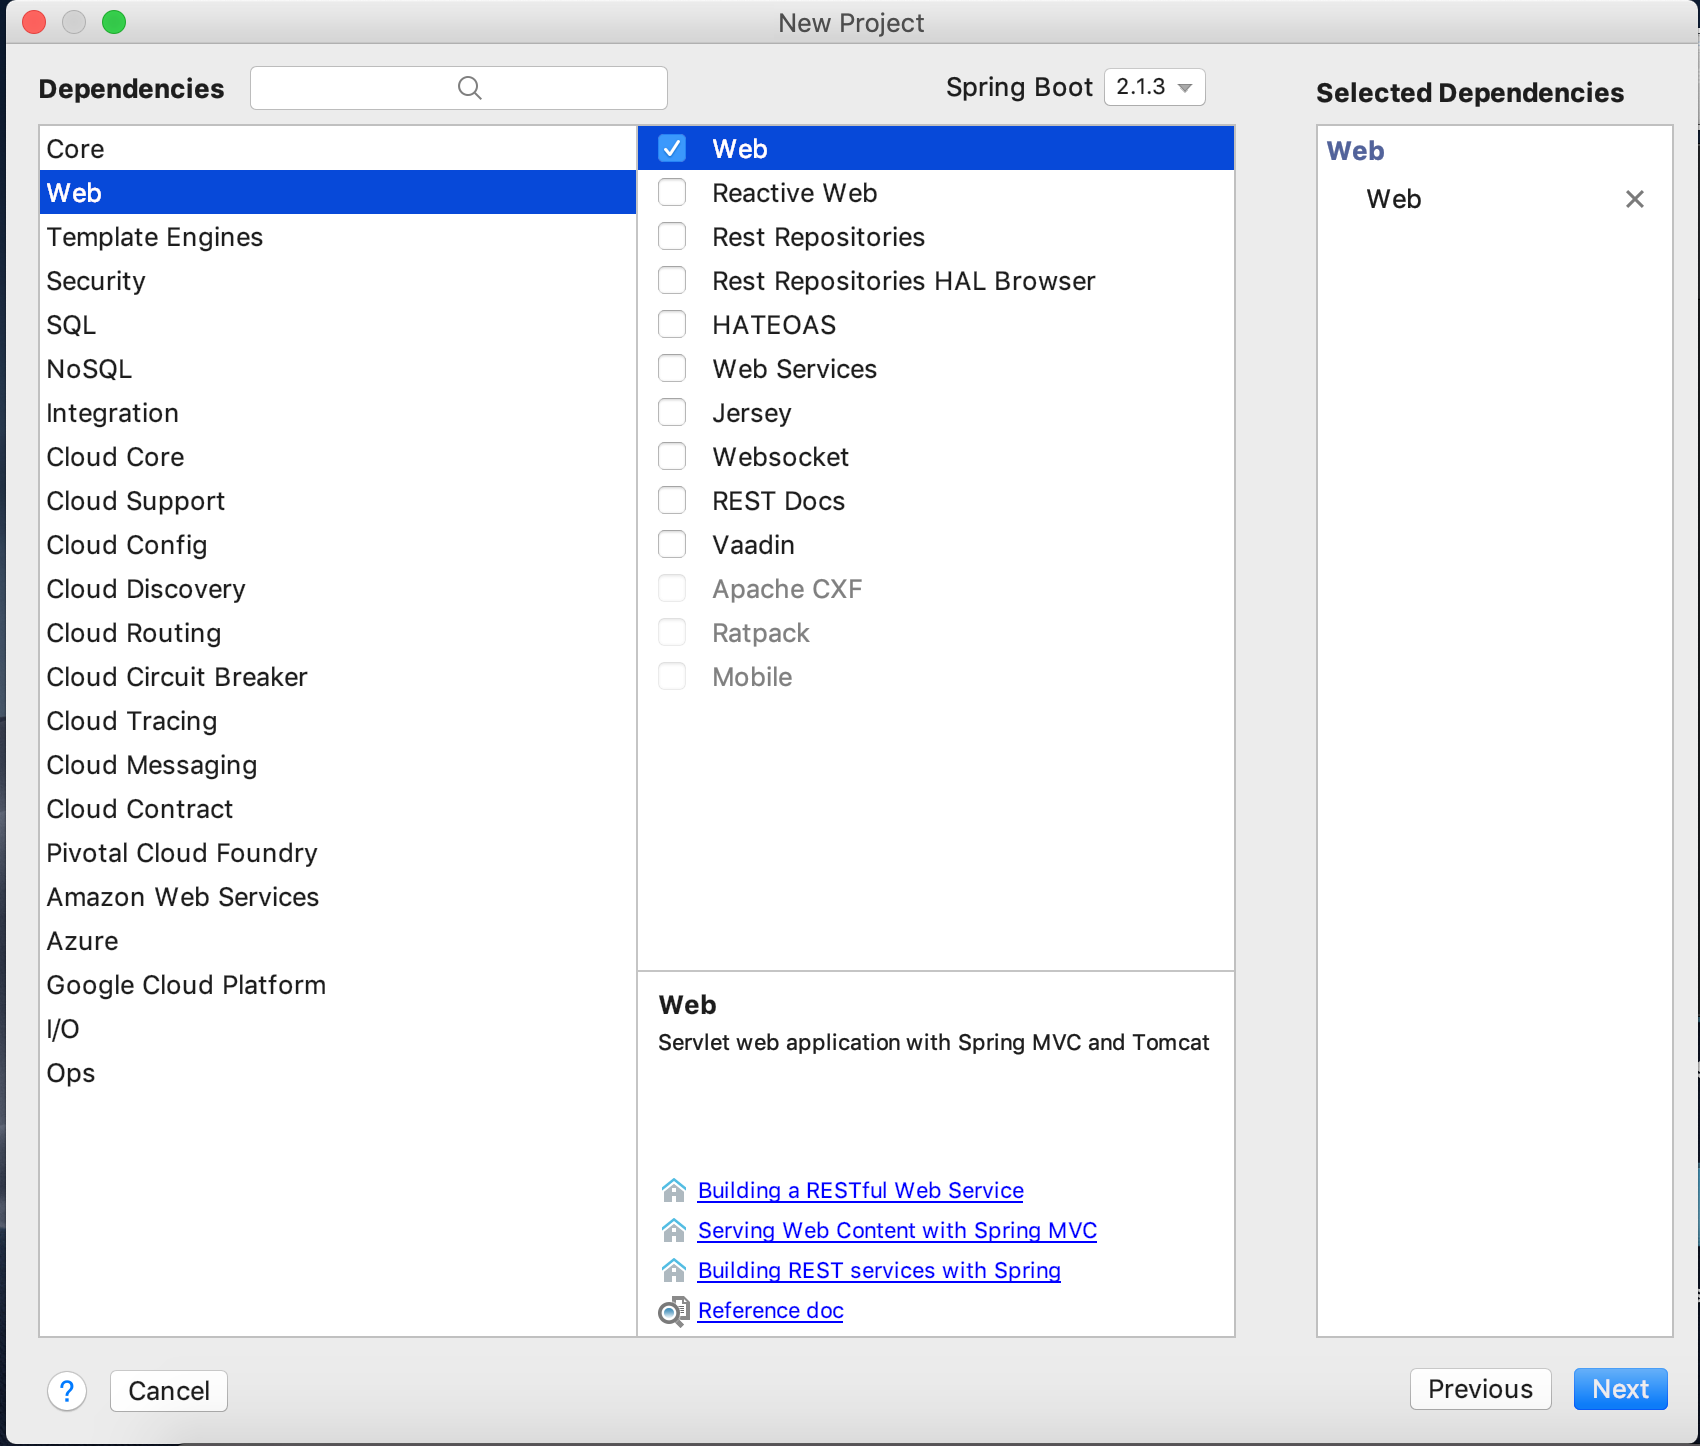 New Project
Dependencies
Spring Boot 2.1.3
Selected Dependencies
Core
Web
Template Engines
Security
SQL
NoSQL
Integration
Cloud Core
Cloud Support
Cloud Config
Cloud Discovery
Cloud Routing
Cloud Circuit Breaker
Cloud Tracing
Cloud Messaging
Cloud Contract
Pivotal Cloud Foundry
Amazon Web Services
Azure
Google Cloud Platform
I/O
Ops
Web
Reactive Web
Rest Repositories
Rest Repositories HAL Browser
HATEOAS
Web Services
Jersey
Websocket
REST Docs
Vaadin
Apache CXF
Ratpack
Mobile
Web
Servlet web application with Spring MVC and Tomcat
Building a RESTful Web Service
Serving Web Content with Spring MVC
Building REST services with Spring
Reference doc
Web
Web
?
Cancel
Previous
Next